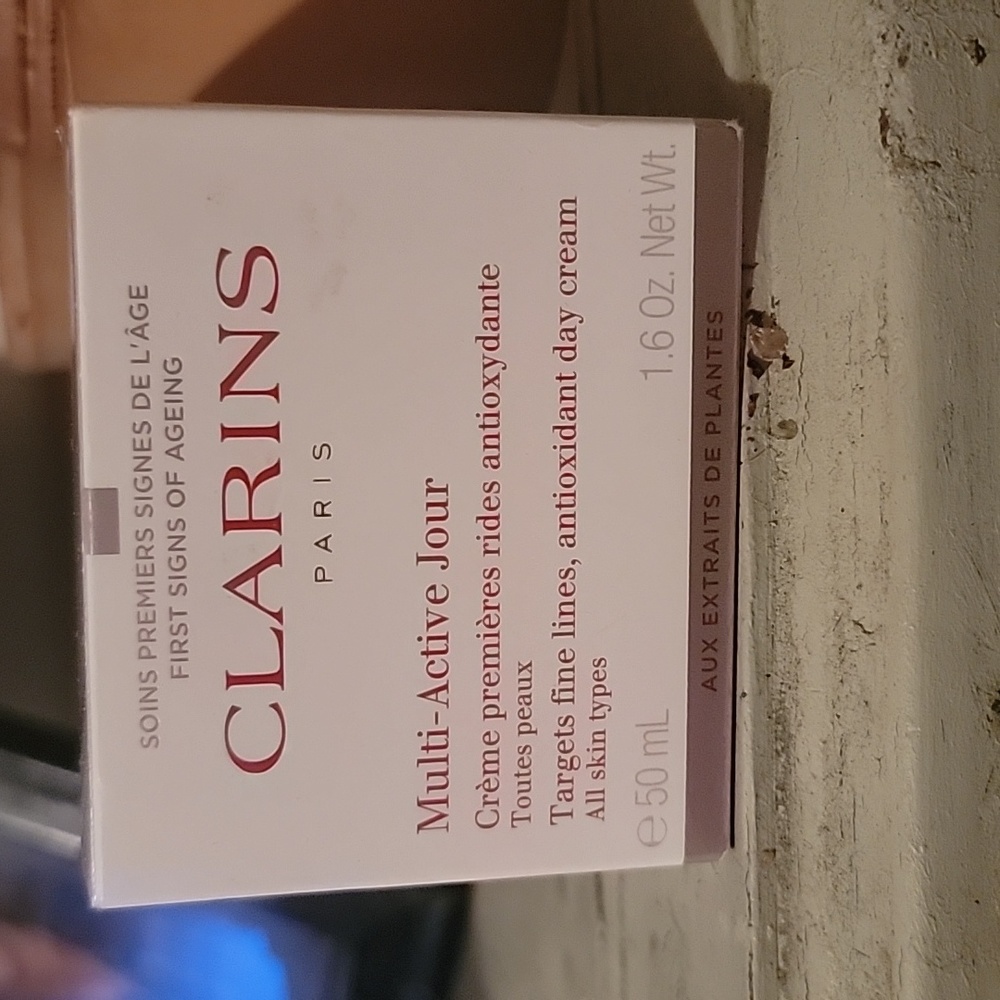 SOINS PREMIERS SIGNES DE L'ÂGE
FIRST SIGNS OF AGEING
CLARINS
PARIS
Multi-Active Jour
Crème premières rides antioxydante
Toutes peaux
Targets fine lines, antioxidant day cream
All skin types
℮ 50 mL 1.6 Oz. Net Wt.
AUX EXTRAITS DE PLANTES